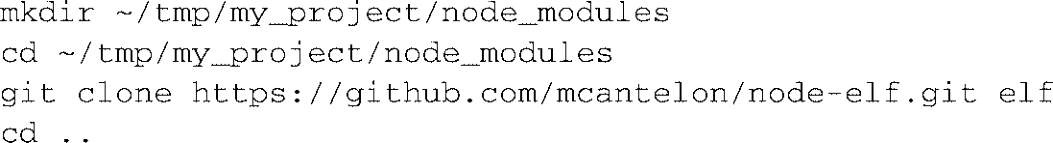 mkdir ~/tmp/my_project/node_modules
cd ~/tmp/my_project/node_modules
git clone https://github.com/mcantelon/node-elf.git elf
cd ..